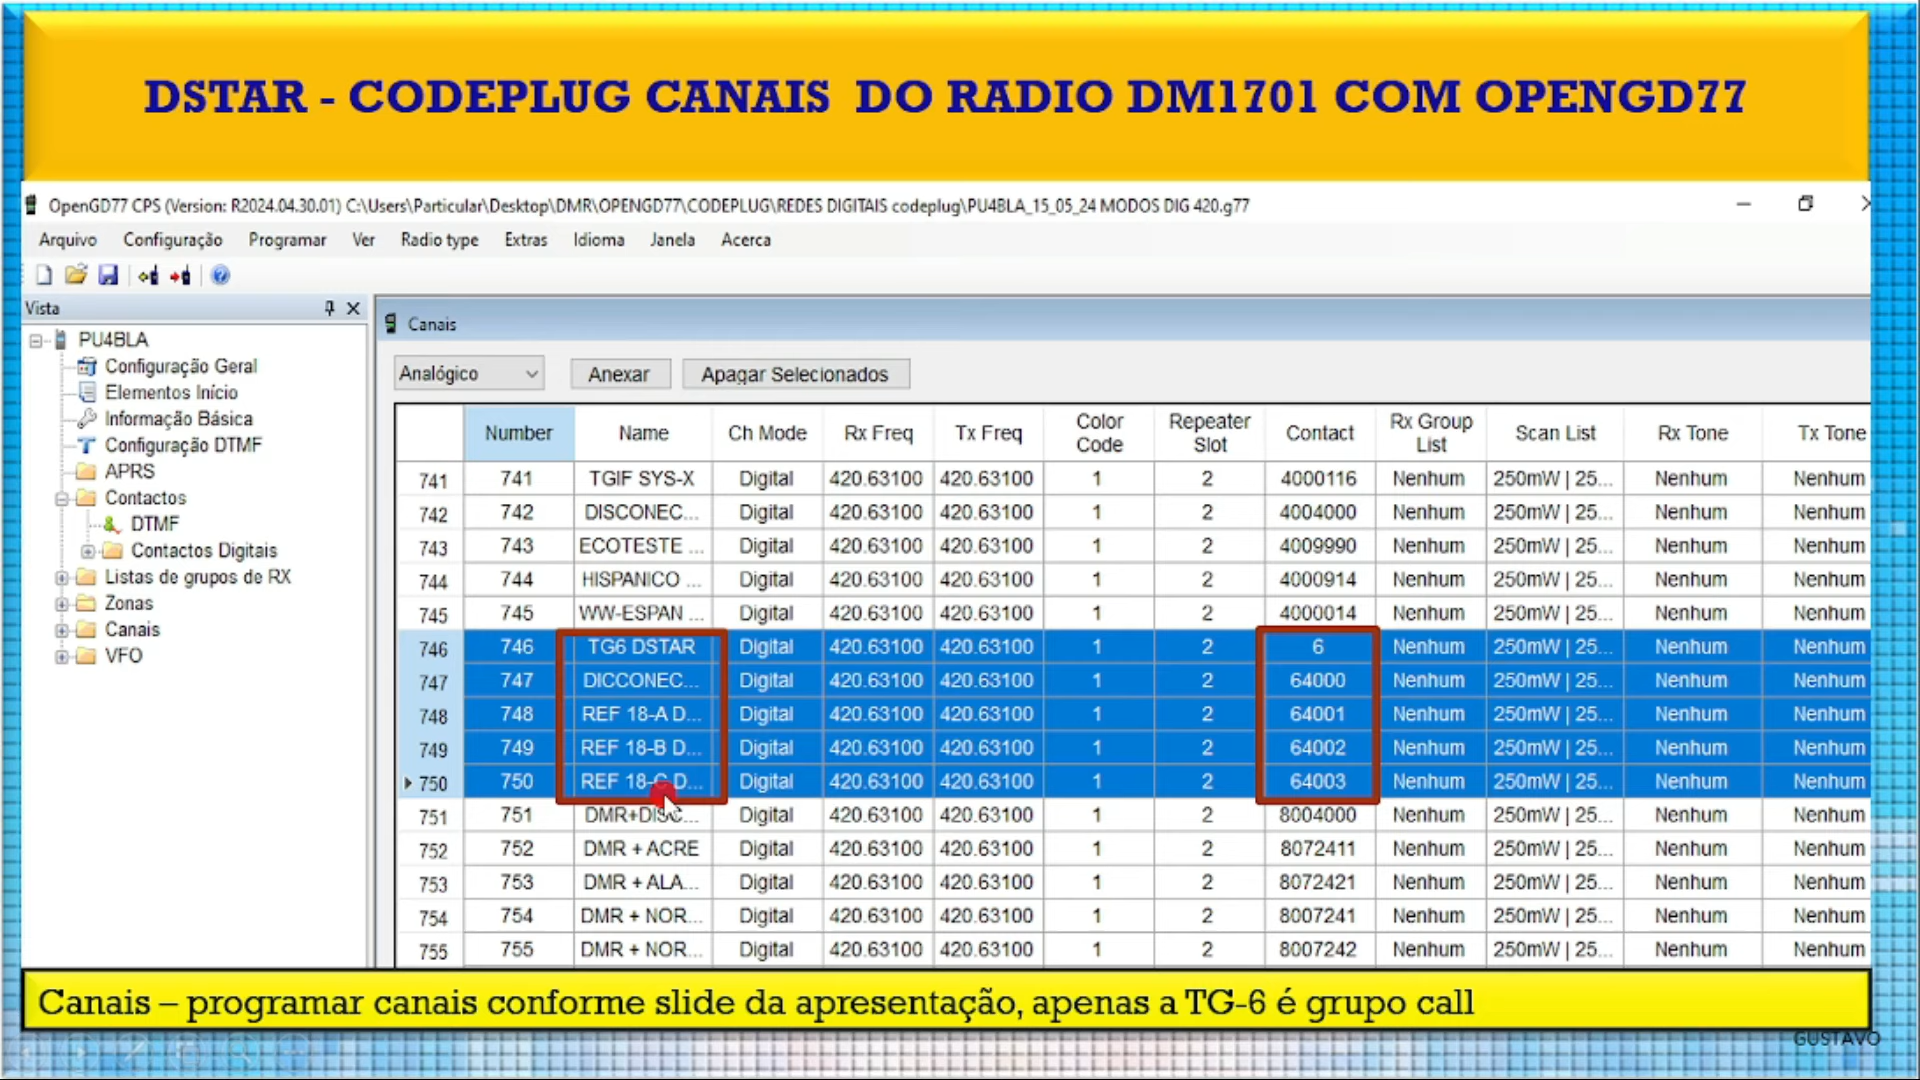 DSTAR - CODEPLUG CANAIS DO RADIO DM1701 COM OPENGD77
OpenGD77 CPS (Version: R2024.04.30.01) C:\Users\Particular\Desktop\DMR\OPENGD77\CODEPLUG\REDES DIGITAIS codeplug\PU4BLA_15_05_24 MODOS DIG 420.g77
Arquivo Configuração Programar Ver Radio type Extras Idioma Janela Acerca
Vista
PU4BLA
Configuração Geral
Elementos Início
Informação Básica
Configuração DTMF
APRS
Contactos
DTMF
Contactos Digitais
Listas de grupos de RX
Zonas
Canais
VFO
Canais
Analógico Anexar Apagar Selecionados
Number Name Ch Mode Rx Freq Tx Freq Color Code Repeater Slot Contact Rx Group List Scan List Rx Tone Tx Tone
741 741 TGIF SYS-X Digital 420.63100 420.63100 1 2 4000116 Nenhum 250mW | 25... Nenhum Nenhum
742 742 DISCONEC... Digital 420.63100 420.63100 1 2 4004000 Nenhum 250mW | 25... Nenhum Nenhum
743 743 ECOTESTE ... Digital 420.63100 420.63100 1 2 4009990 Nenhum 250mW | 25... Nenhum Nenhum
744 744 HISPANICO ... Digital 420.63100 420.63100 1 2 4000914 Nenhum 250mW | 25... Nenhum Nenhum
745 745 WW-ESPAN ... Digital 420.63100 420.63100 1 2 4000014 Nenhum 250mW | 25... Nenhum Nenhum
746 746 TG6 DSTAR Digital 420.63100 420.63100 1 2 6 Nenhum 250mW | 25... Nenhum Nenhum
747 747 DICCONEC... Digital 420.63100 420.63100 1 2 64000 Nenhum 250mW | 25... Nenhum Nenhum
748 748 REF 18-A D... Digital 420.63100 420.63100 1 2 64001 Nenhum 250mW | 25... Nenhum Nenhum
749 749 REF 18-B D... Digital 420.63100 420.63100 1 2 64002 Nenhum 250mW | 25... Nenhum Nenhum
750 750 REF 18-C D... Digital 420.63100 420.63100 1 2 64003 Nenhum 250mW | 25... Nenhum Nenhum
751 751 DMR+DISC... Digital 420.63100 420.63100 1 2 8004000 Nenhum 250mW | 25... Nenhum Nenhum
752 752 DMR + ACRE Digital 420.63100 420.63100 1 2 8072411 Nenhum 250mW | 25... Nenhum Nenhum
753 753 DMR + ALA... Digital 420.63100 420.63100 1 2 8072421 Nenhum 250mW | 25... Nenhum Nenhum
754 754 DMR + NOR... Digital 420.63100 420.63100 1 2 8007241 Nenhum 250mW | 25... Nenhum Nenhum
755 755 DMR + NOR... Digital 420.63100 420.63100 1 2 8007242 Nenhum 250mW | 25... Nenhum Nenhum
Canais – programar canais conforme slide da apresentação, apenas a TG-6 é grupo call
GUSTAVO